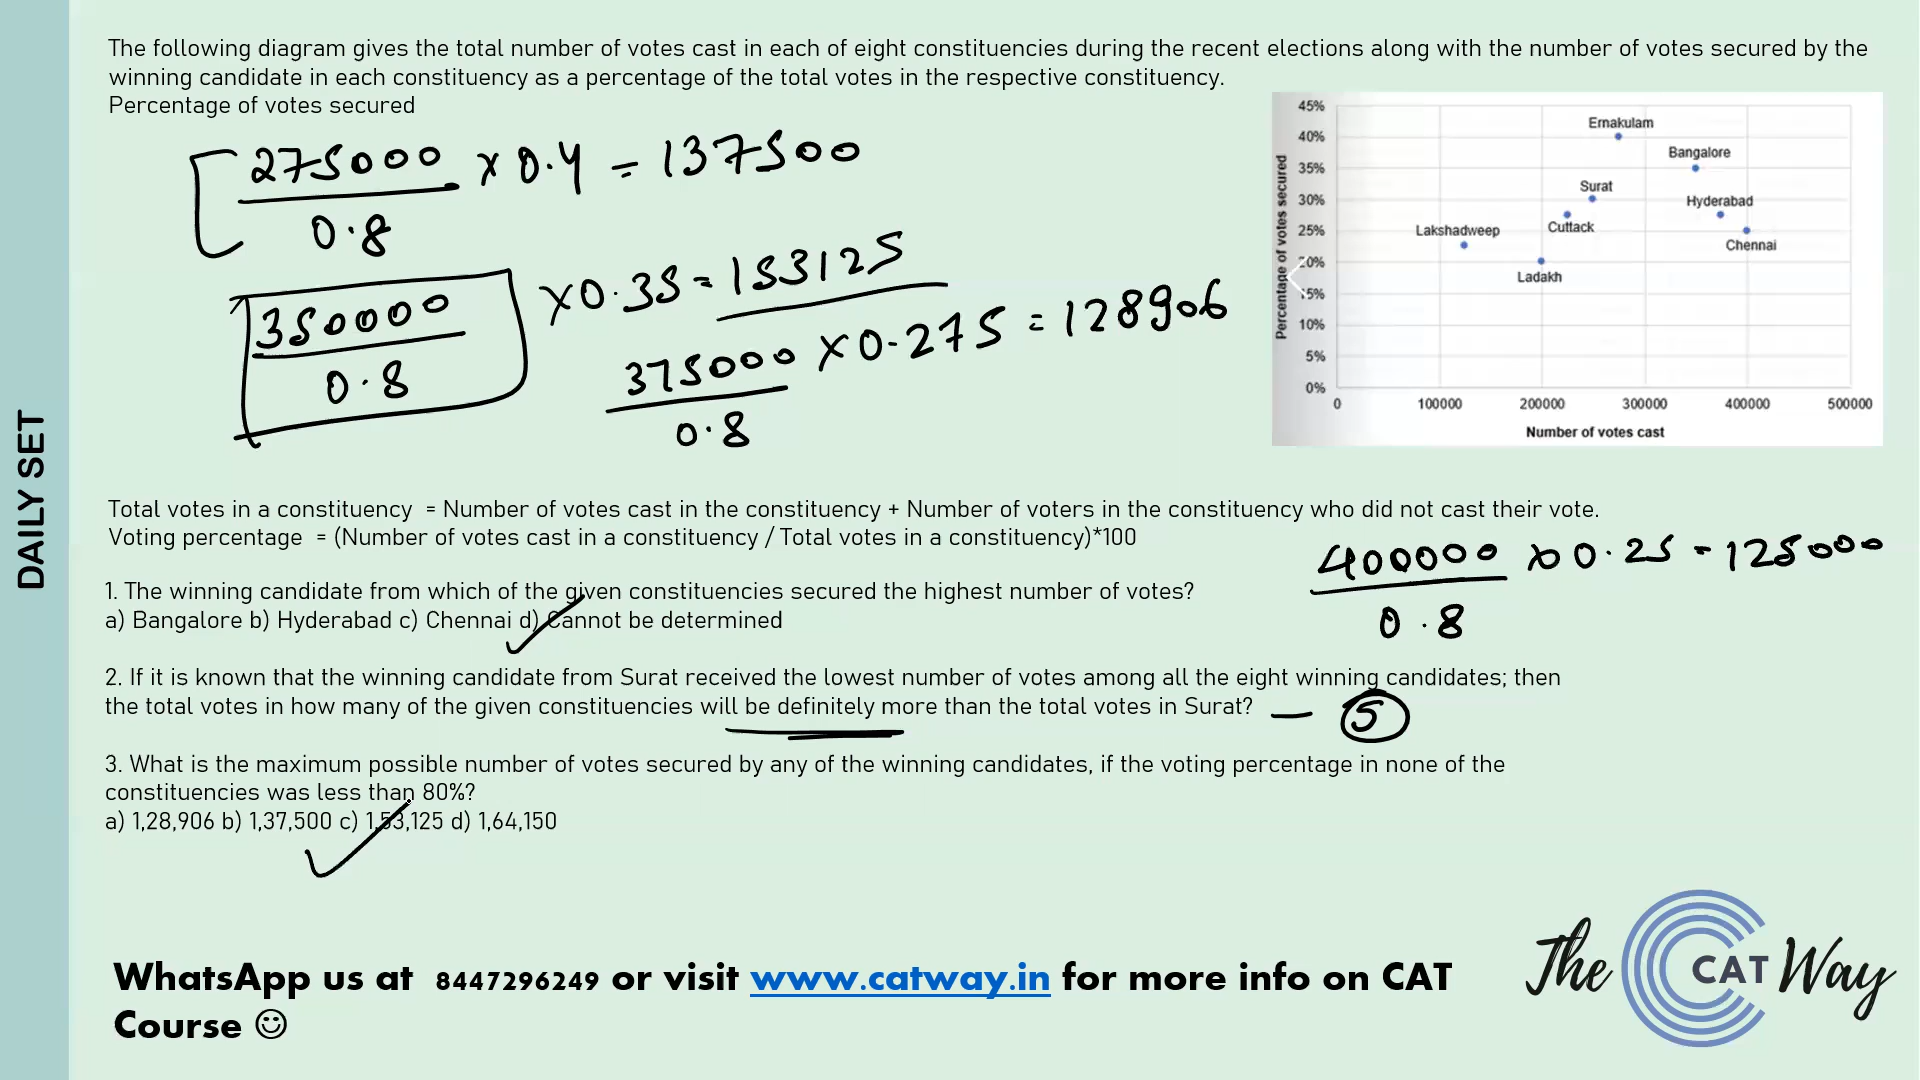 DAILY SET
The following diagram gives the total number of votes cast in each of eight constituencies during the recent elections along with the number of votes secured by the
winning candidate in each constituency as a percentage of the total votes in the respective constituency.
Percentage of votes secured
275000 x 0.4 = 137500
0.8
350000 x 0.35 = 153125
0.8
375000 x 0.275 = 128906
0.8
Percentage of votes secured
45%
40%
35%
30%
25%
20%
15%
10%
5%
0%
Ernakulam
Bangalore
Surat
Hyderabad
Cuttack
Lakshadweep
Chennai
Ladakh
0 100000 200000 300000 400000 500000
Number of votes cast
Total votes in a constituency = Number of votes cast in the constituency + Number of voters in the constituency who did not cast their vote.
Voting percentage = (Number of votes cast in a constituency / Total votes in a constituency)*100
400000 x 0.25 = 125000
0.8
1. The winning candidate from which of the given constituencies secured the highest number of votes?
a) Bangalore b) Hyderabad c) Chennai d) Cannot be determined
2. If it is known that the winning candidate from Surat received the lowest number of votes among all the eight winning candidates; then
the total votes in how many of the given constituencies will be definitely more than the total votes in Surat? — 5
3. What is the maximum possible number of votes secured by any of the winning candidates, if the voting percentage in none of the
constituencies was less than 80%?
a) 1,28,906 b) 1,37,500 c) 1,53,125 d) 1,64,150
WhatsApp us at 8447296249 or visit www.catway.in for more info on CAT
Course ☺
The CAT Way